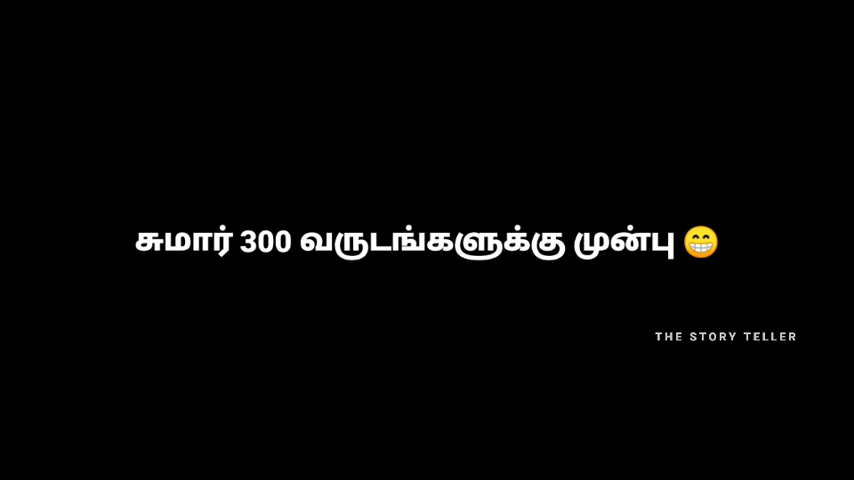 சுமார் 300 வருடங்களுக்கு முன்பு 😁
THE STORY TELLER